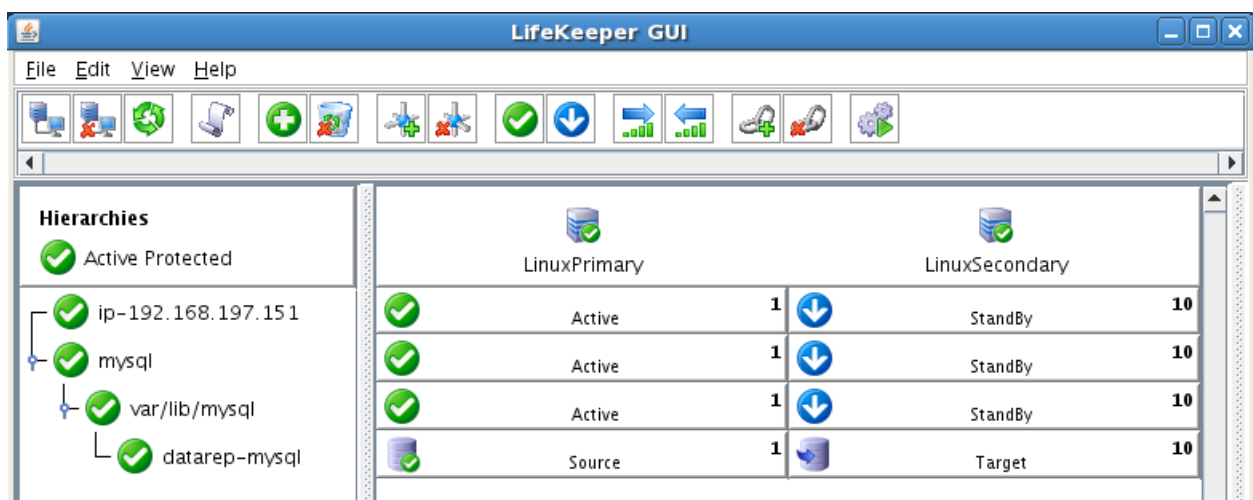 LifeKeeper GUI
File Edit View Help
Hierarchies
Active Protected
LinuxPrimary LinuxSecondary
ip-192.168.197.151 Active 1 StandBy 10
mysql Active 1 StandBy 10
var/lib/mysql Active 1 StandBy 10
datarep-mysql Source 1 Target 10